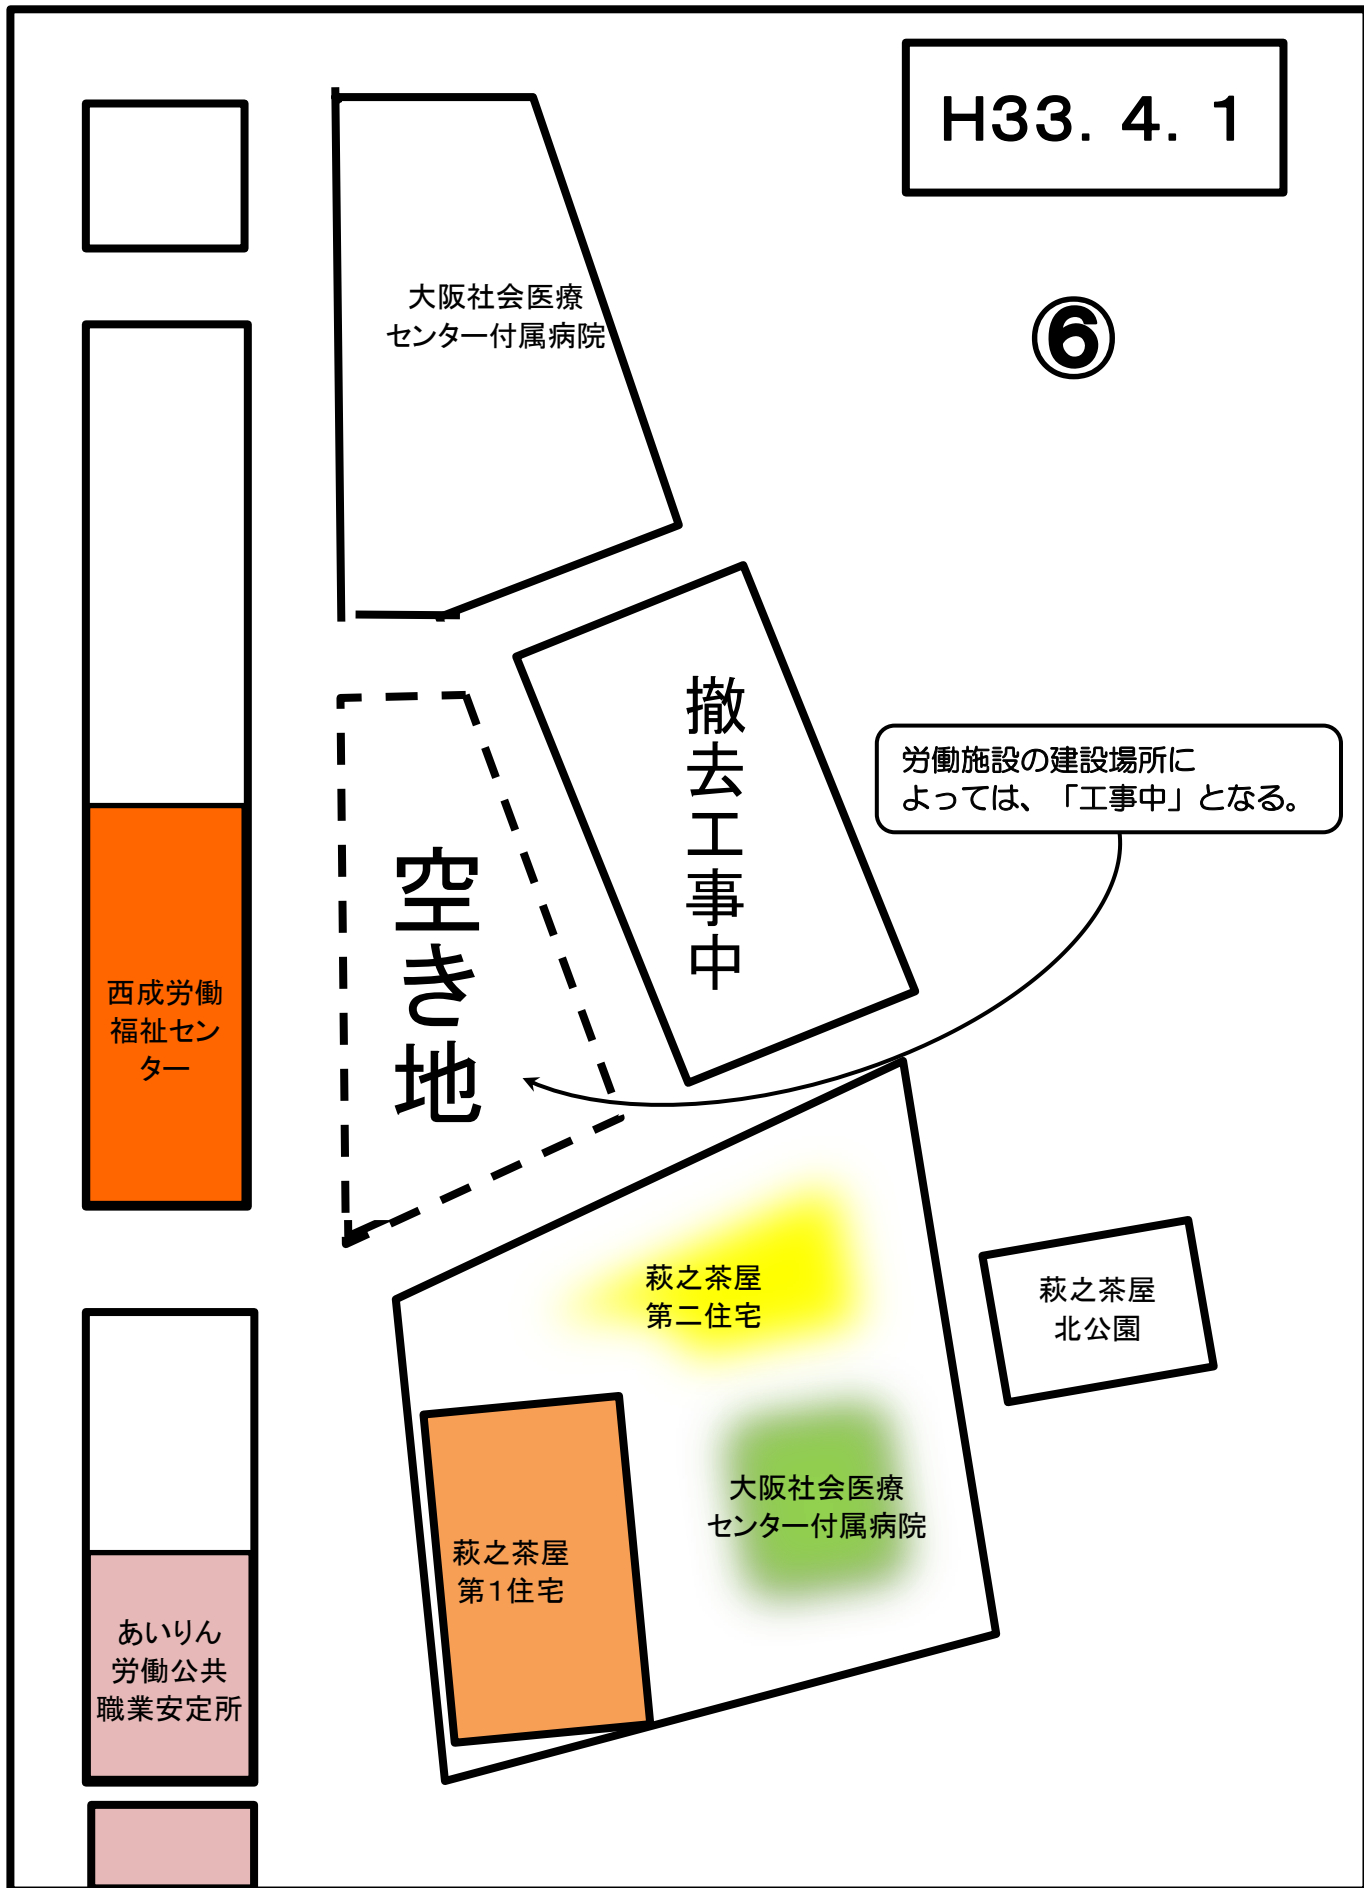 H33. 4. 1
⑥
大阪社会医療
センター付属病院
撤去工事中
労働施設の建設場所に
よっては、「工事中」となる。
空き地
西成労働
福祉セン
ター
萩之茶屋
第二住宅
萩之茶屋
北公園
大阪社会医療
センター付属病院
萩之茶屋
第1住宅
あいりん
労働公共
職業安定所